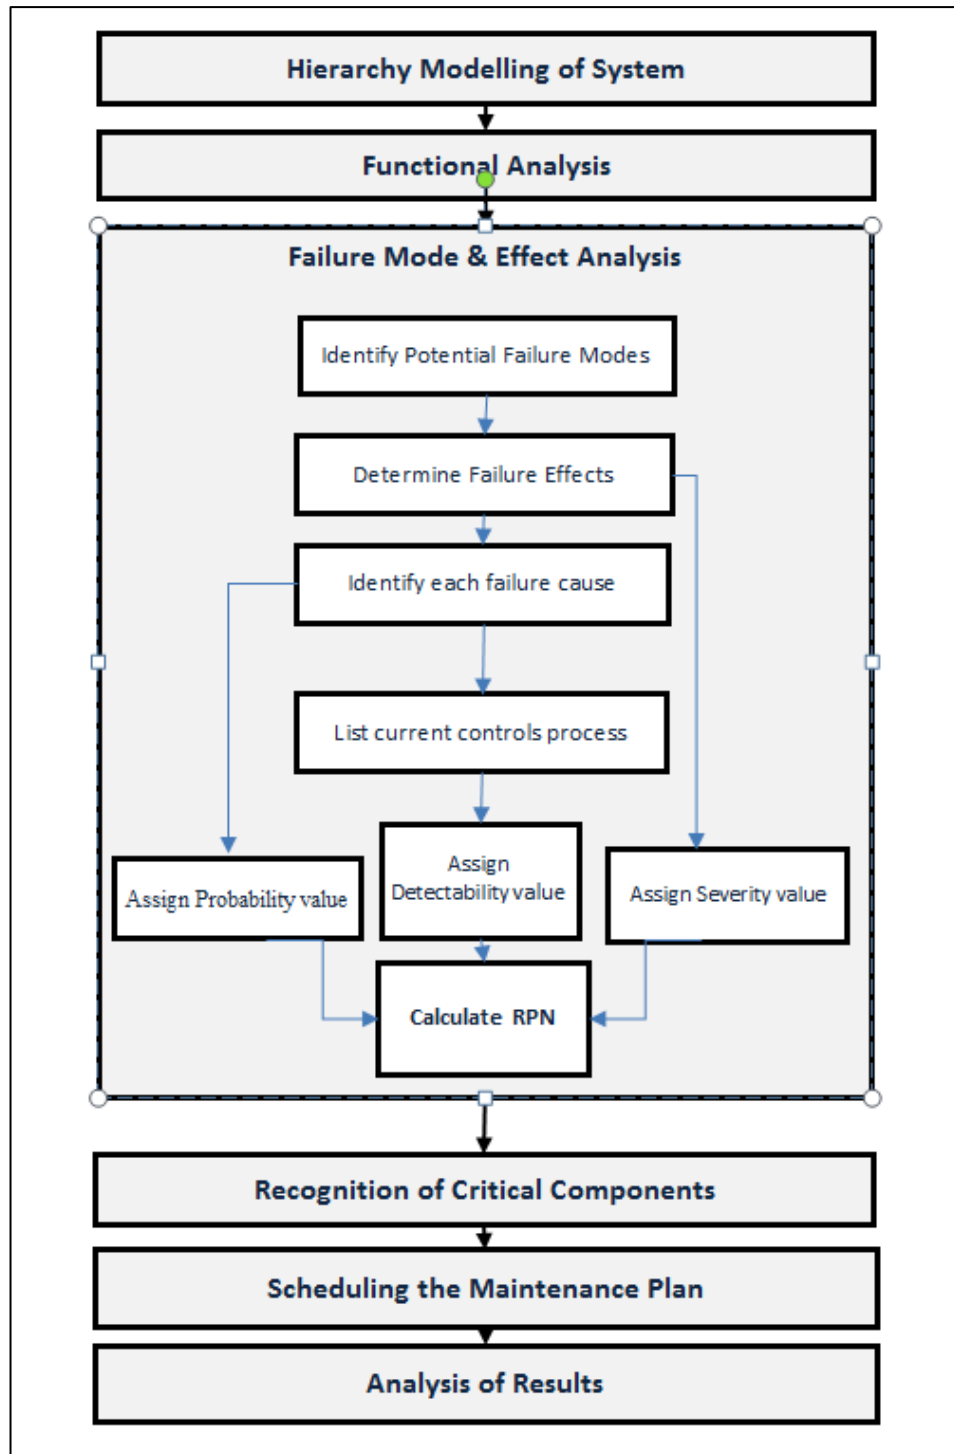 Hierarchy Modelling of System
Functional Analysis
Failure Mode & Effect Analysis
Identify Potential Failure Modes
Determine Failure Effects
Identify each failure cause
List current controls process
Assign
Detectability value
Assign Probability value
Assign Severity value
Calculate RPN
Recognition of Critical Components
Scheduling the Maintenance Plan
Analysis of Results